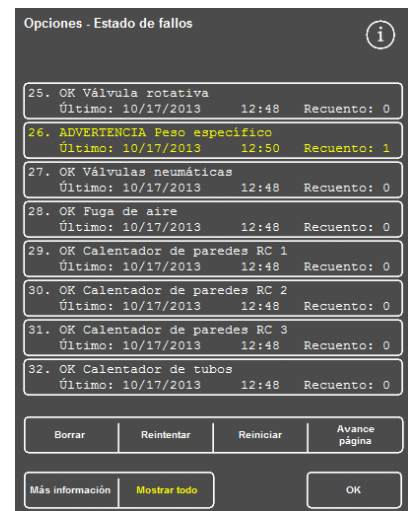 Opciones - Estado de fallos
i
25. OK Válvula rotativa
Último: 10/17/2013 12:48 Recuento: 0
26. ADVERTENCIA Peso específico
Último: 10/17/2013 12:50 Recuento: 1
27. OK Válvulas neumáticas
Último: 10/17/2013 12:48 Recuento: 0
28. OK Fuga de aire
Último: 10/17/2013 12:48 Recuento: 0
29. OK Calentador de paredes RC 1
Último: 10/17/2013 12:48 Recuento: 0
30. OK Calentador de paredes RC 2
Último: 10/17/2013 12:48 Recuento: 0
31. OK Calentador de paredes RC 3
Último: 10/17/2013 12:48 Recuento: 0
32. OK Calentador de tubos
Último: 10/17/2013 12:48 Recuento: 0
Borrar Reintentar Reiniciar Avance
página
Más información Mostrar todo OK